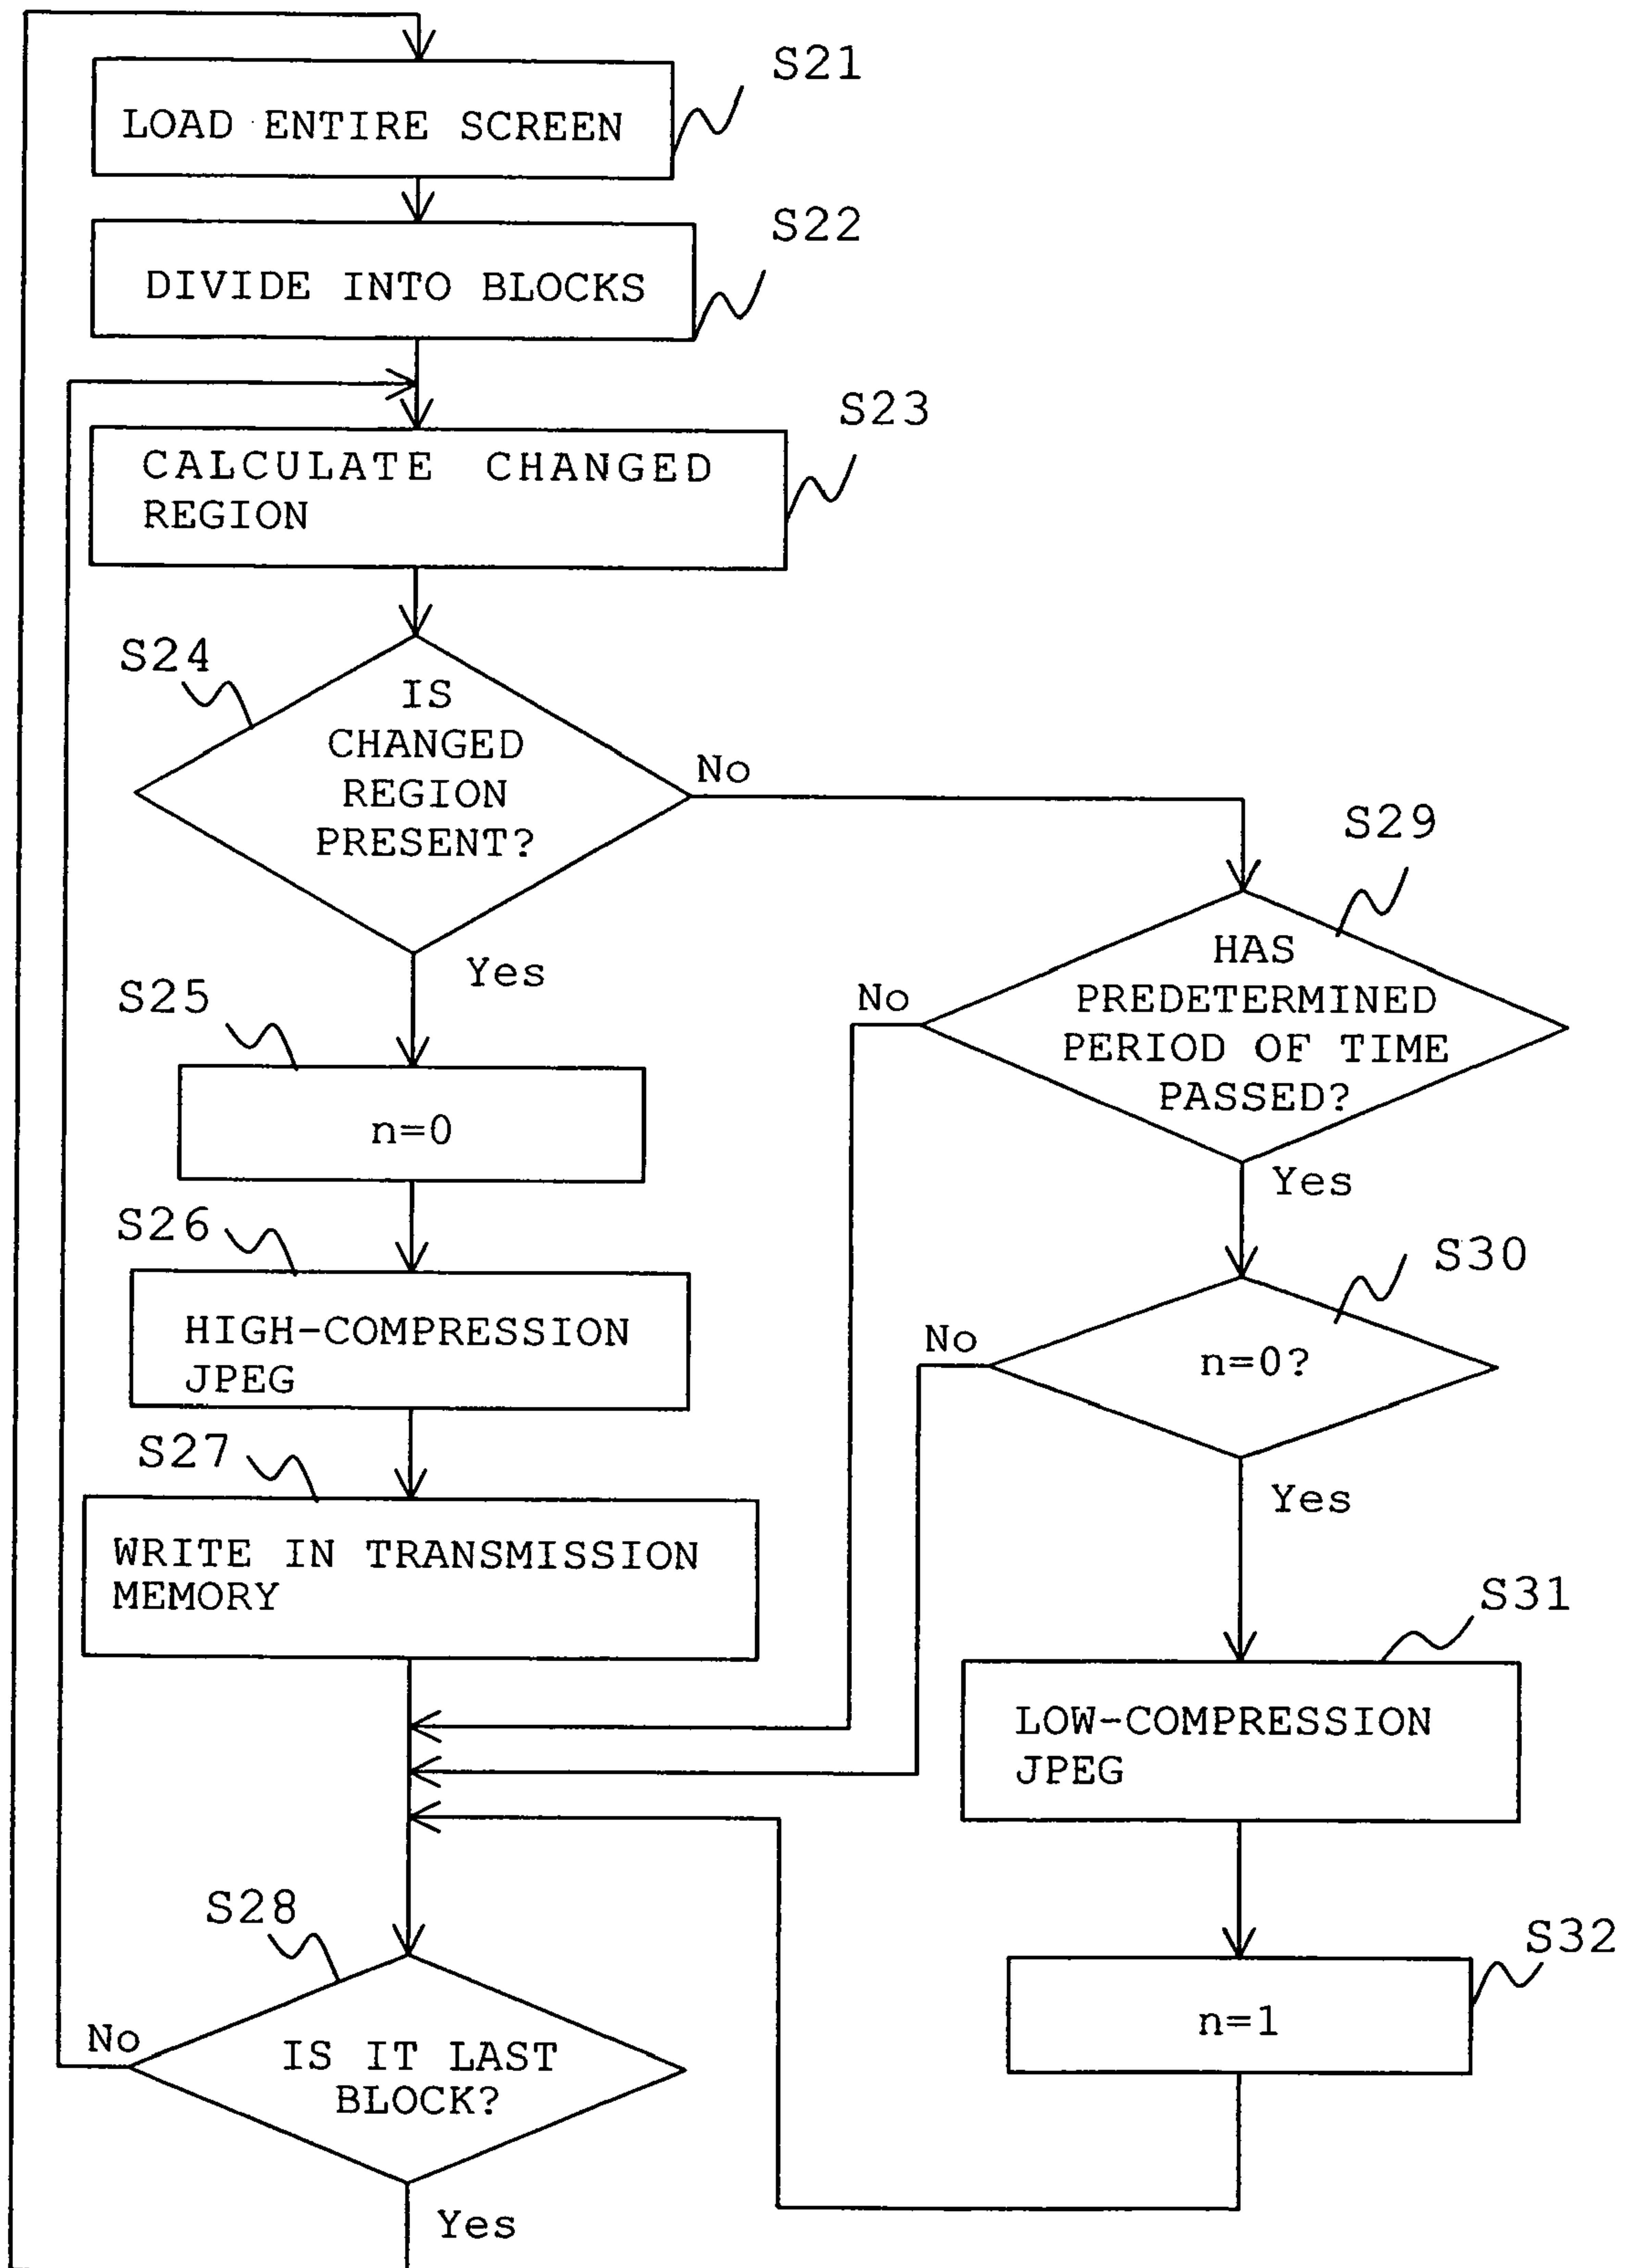 S21
LOAD ENTIRE SCREEN
S22
DIVIDE INTO BLOCKS
S23
CALCULATE CHANGED
REGION
S24
IS
CHANGED
REGION
PRESENT?
No
Yes
S29
HAS
PREDETERMINED
PERIOD OF TIME
PASSED?
No
Yes
S25
n=0
S26
HIGH-COMPRESSION
JPEG
S30
n=0?
No
Yes
S27
WRITE IN TRANSMISSION
MEMORY
S31
LOW-COMPRESSION
JPEG
S28
IS IT LAST
BLOCK?
No
Yes
S32
n=1